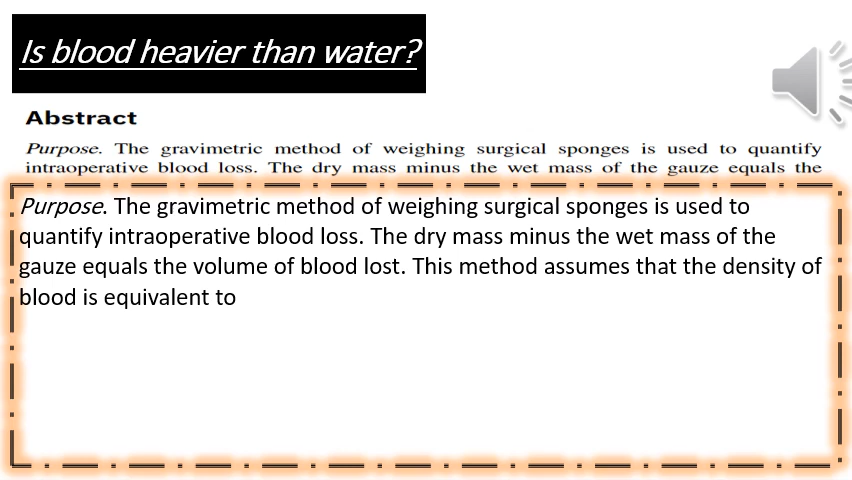 Is blood heavier than water?
Abstract
Purpose. The gravimetric method of weighing surgical sponges is used to quantify
intraoperative blood loss. The dry mass minus the wet mass of the gauze equals the
Purpose. The gravimetric method of weighing surgical sponges is used to
quantify intraoperative blood loss. The dry mass minus the wet mass of the
gauze equals the volume of blood lost. This method assumes that the density of
blood is equivalent to